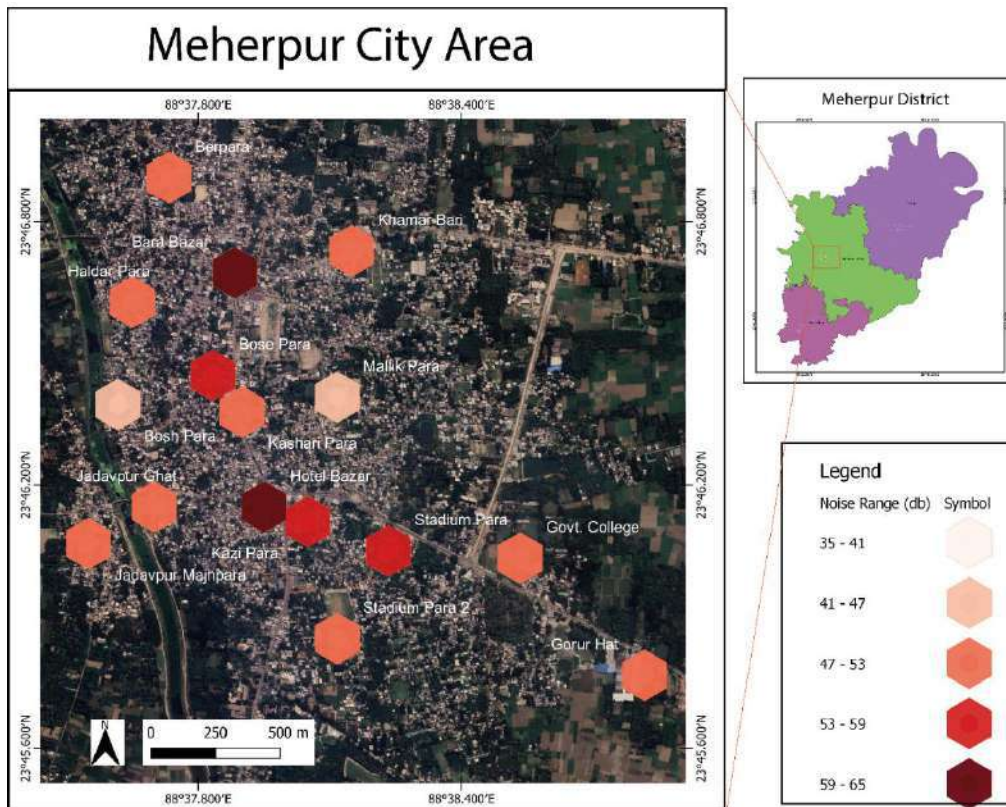 Meherpur City Area
88°37.800'E
88°38.400'E
Berpara
23°46.800'N
23°46.800'N
Khamar Bari
Bara Bazar
Haldar Para
Bose Para
Mallik Para
Bosh Para
Kashari Para
Jadavpur Ghat
Hotel Bazar
23°46.200'N
23°46.200'N
Stadium Para
Govt. College
Kazi Para
Jadavpur Majhpara
Stadium Para 2
Gorur Hat
N
0
250
500 m
23°45.600'N
23°45.600'N
88°37.800'E
88°38.400'E
Meherpur District
Legend
Noise Range (db)
Symbol
35 - 41
41 - 47
47 - 53
53 - 59
59 - 65